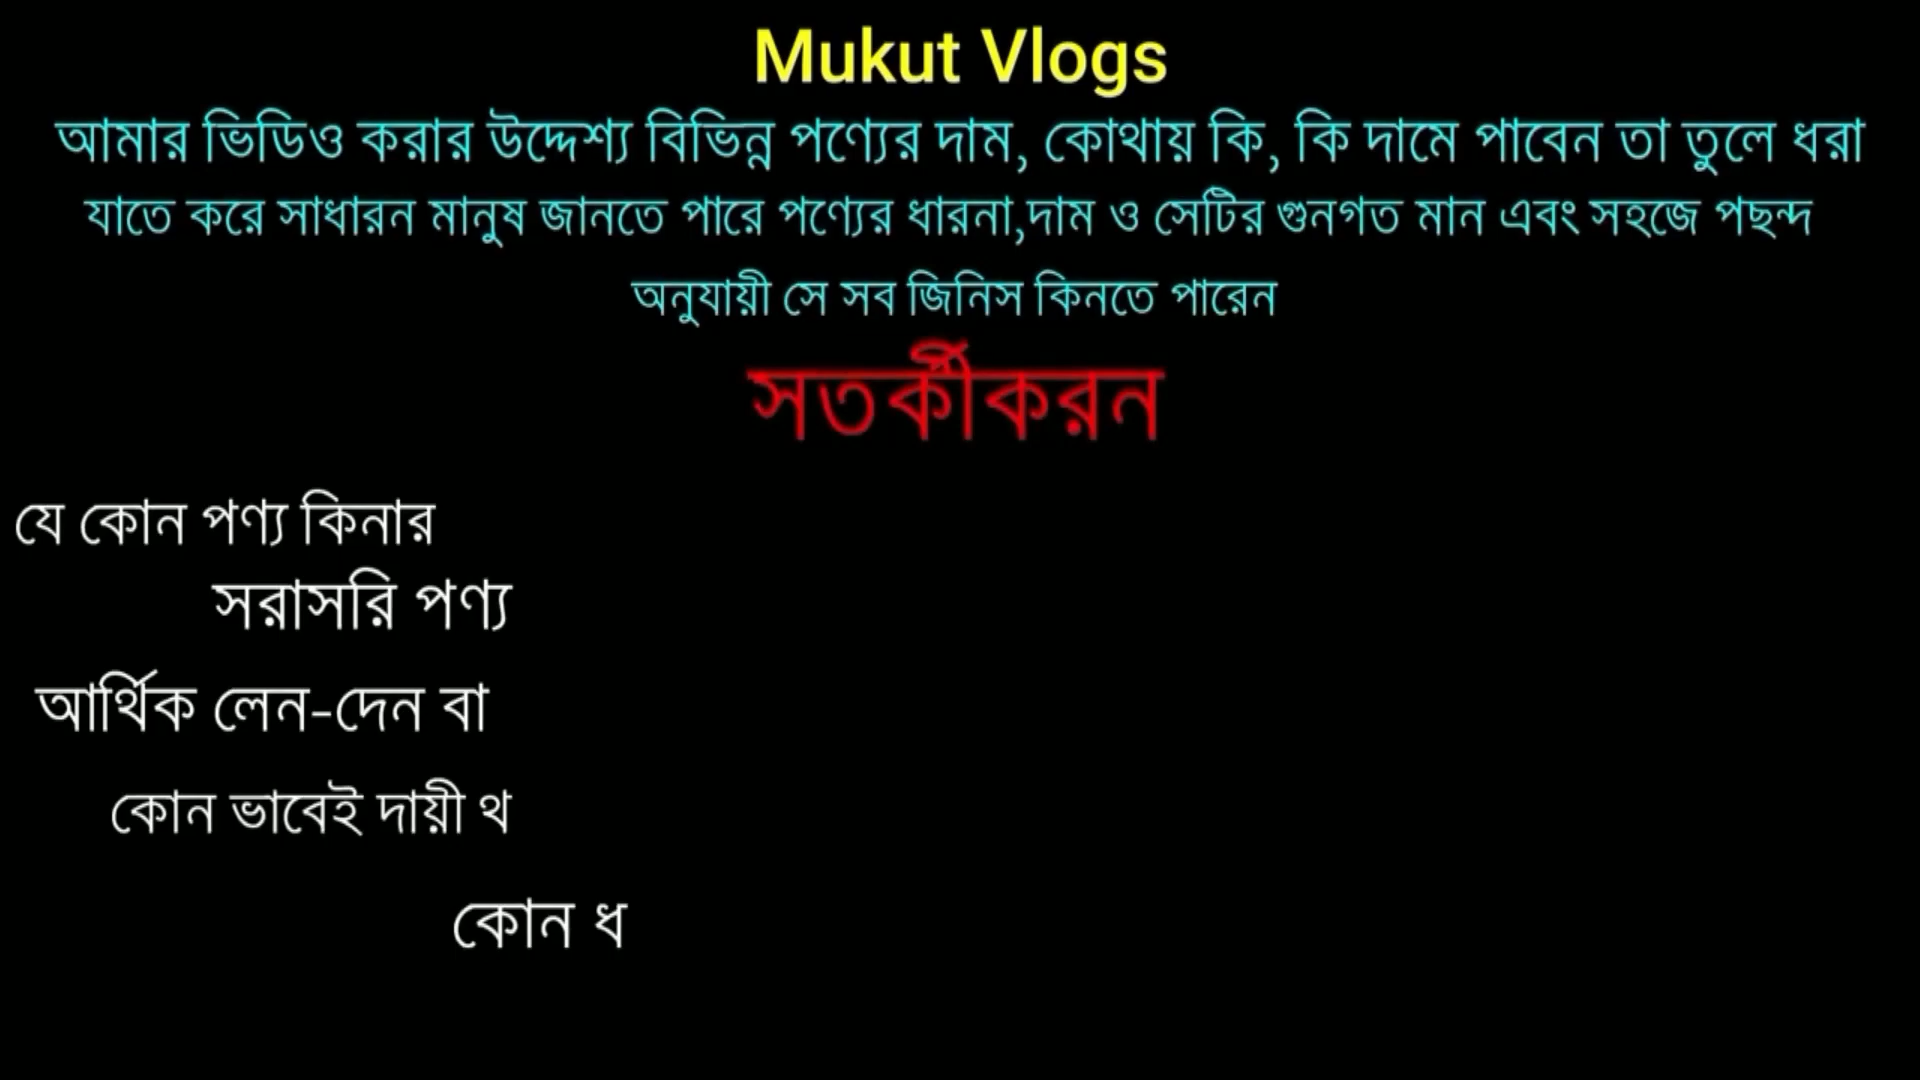 Mukut Vlogs
আমার ভিডিও করার উদ্দেশ্য বিভিন্ন পণ্যের দাম, কোথায় কি, কি দামে পাবেন তা তুলে ধরা
যাতে করে সাধারন মানুষ জানতে পারে পণ্যের ধারনা,দাম ও সেটির গুনগত মান এবং সহজে পছন্দ
অনুযায়ী সে সব জিনিস কিনতে পারেন
সতর্কীকরন
যে কোন পণ্য কিনার
সরাসরি পণ্য
আর্থিক লেন-দেন বা
কোন ভাবেই দায়ী থ
কোন ধ